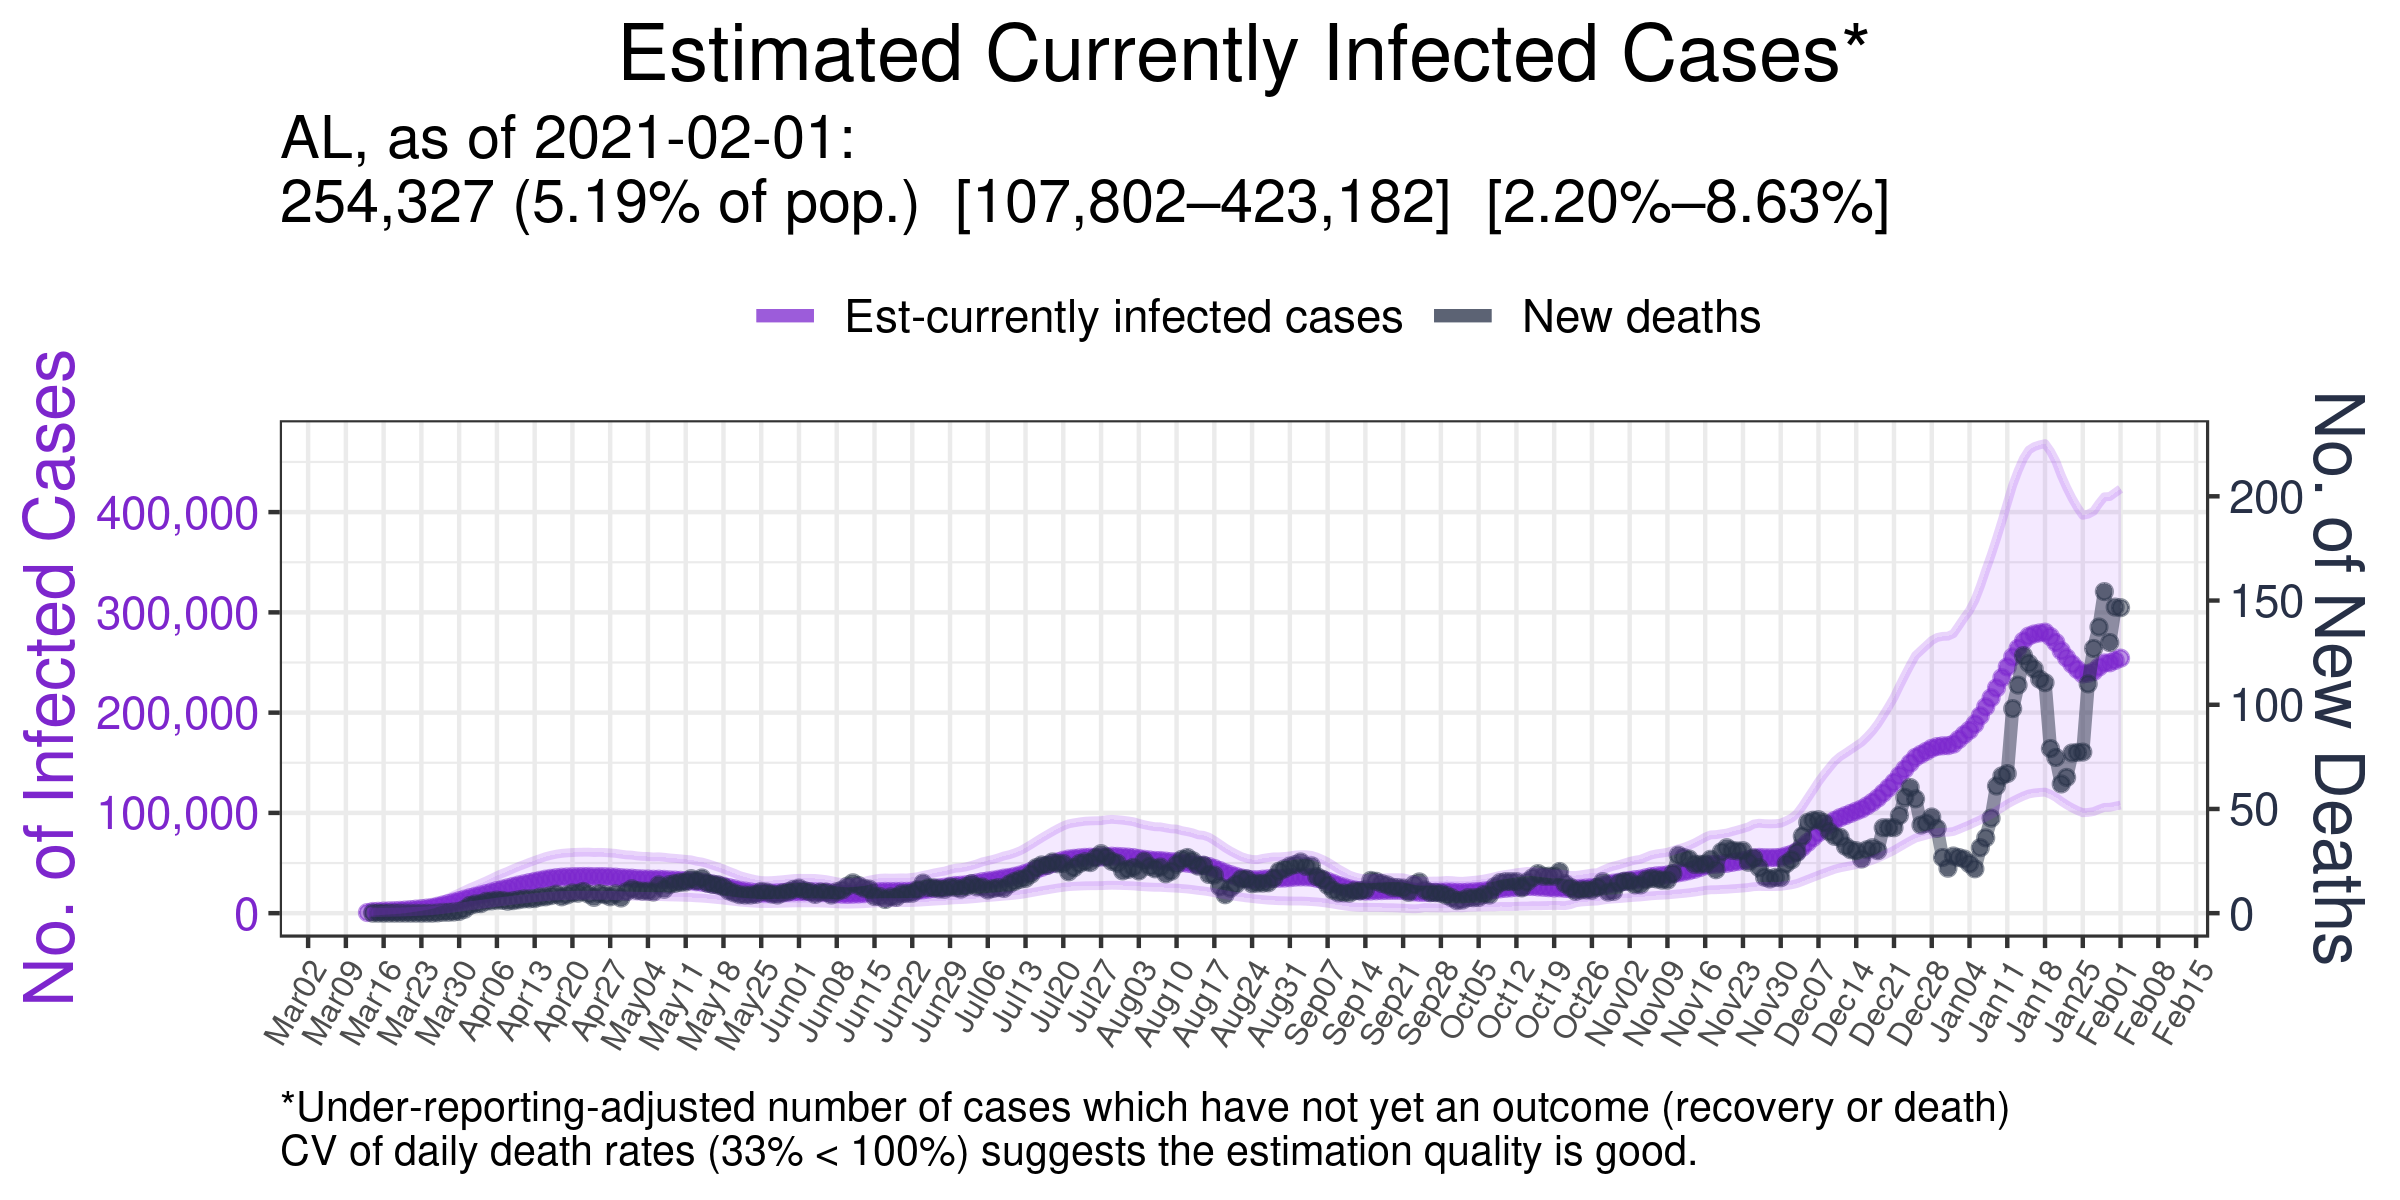 Estimated Currently Infected Cases*
AL, as of 2021-02-01:
254,327 (5.19% of pop.)  [107,802–423,182]  [2.20%–8.63%]
Est-currently infected cases
New deaths
No. of Infected Cases
400,000
300,000
200,000
100,000
0
200
150
100
50
0
No. of New Deaths
Mar02
Mar09
Mar16
Mar23
Mar30
Apr06
Apr13
Apr20
Apr27
May04
May11
May18
May25
Jun01
Jun08
Jun15
Jun22
Jun29
Jul06
Jul13
Jul20
Jul27
Aug03
Aug10
Aug17
Aug24
Aug31
Sep07
Sep14
Sep21
Sep28
Oct05
Oct12
Oct19
Oct26
Nov02
Nov09
Nov16
Nov23
Nov30
Dec07
Dec14
Dec21
Dec28
Jan04
Jan11
Jan18
Jan25
Feb01
Feb08
Feb15
*Under-reporting-adjusted number of cases which have not yet an outcome (recovery or death)
CV of daily death rates (33% < 100%) suggests the estimation quality is good.